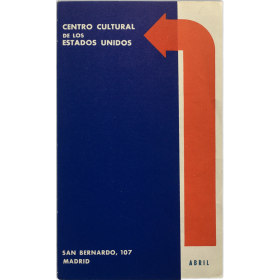 CENTRO CULTURAL
DE LOS
ESTADOS UNIDOS
SAN BERNARDO, 107
MADRID
ABRIL